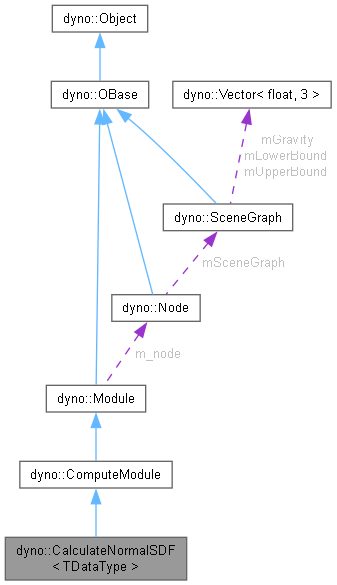 dyno::Object
dyno::OBase
dyno::Vector< float, 3 >
mGravity
mLowerBound
mUpperBound
dyno::SceneGraph
mSceneGraph
dyno::Node
m_node
dyno::Module
dyno::ComputeModule
dyno::CalculateNormalSDF
< TDataType >